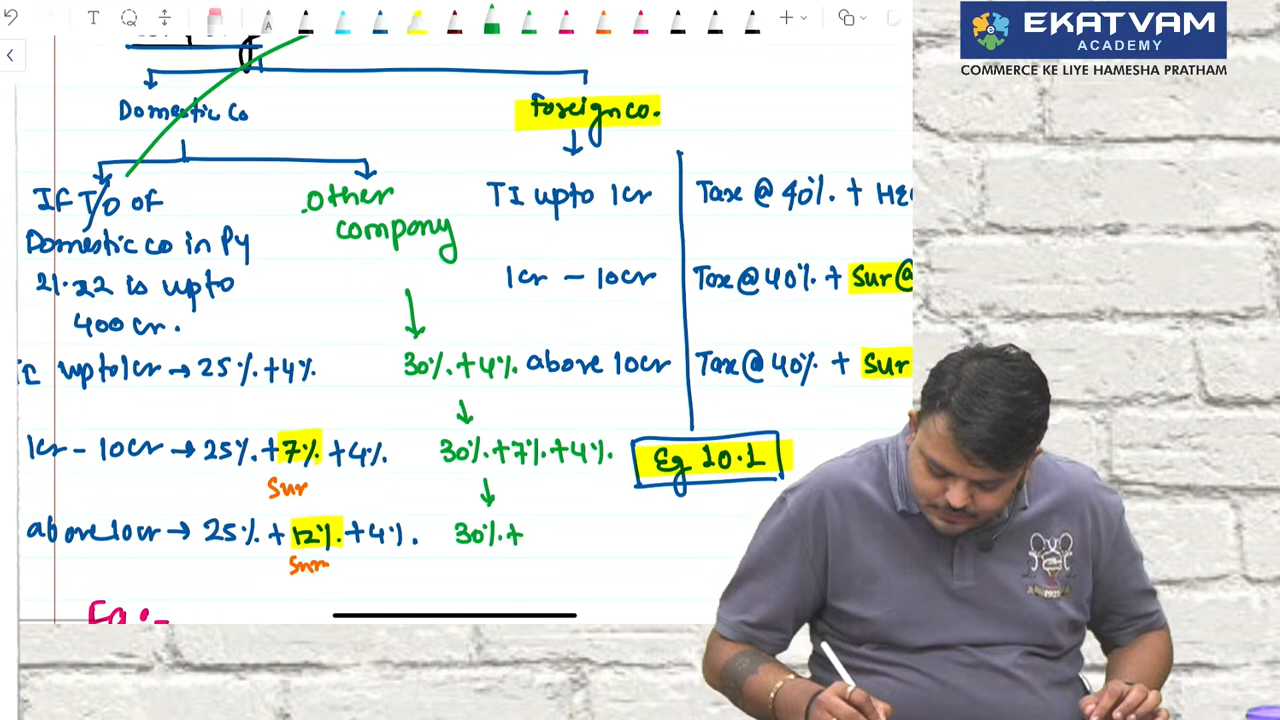 EKATVAM
ACADEMY
COMMERCE KE LIYE HAMESHA PRATHAM
Domestic Co
Foreign co.
If T/O of
Domestic co in Py
21-22 is upto
400 cr.
Other
company
TI upto 1cr
Tax @ 40% + HEC
1cr - 10cr
Tax @ 40% + Sur @
above 10cr
Tax @ 40% + Sur
upto 1cr → 25% + 4%
30% + 4%.
1cr - 10cr → 25% + 7% + 4%.
Sur
30% + 7% + 4%.
Eg 10.1
above 10cr → 25% + 12% + 4%.
Sur
30% +
Eg :-